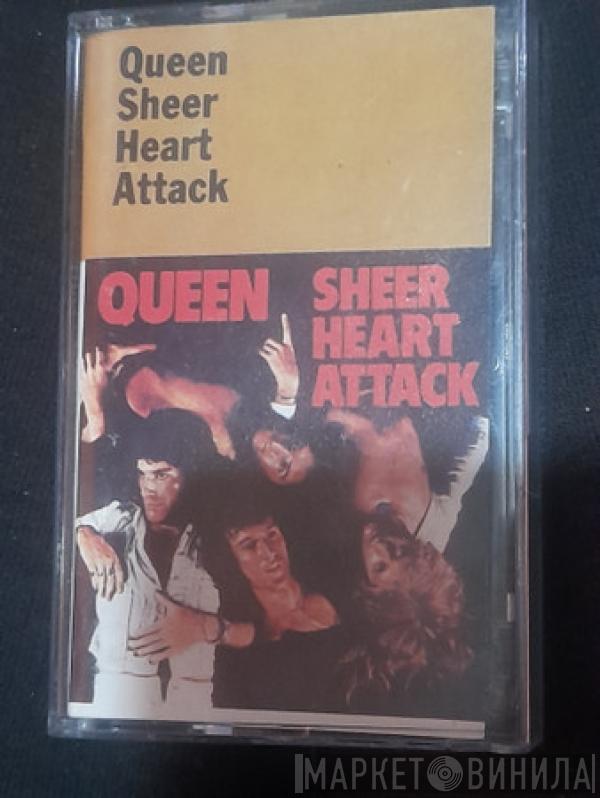 Queen
Sheer
Heart
Attack
QUEEN
SHEER
HEART
ATTACK
МАРКЕТ ВИНИЛА